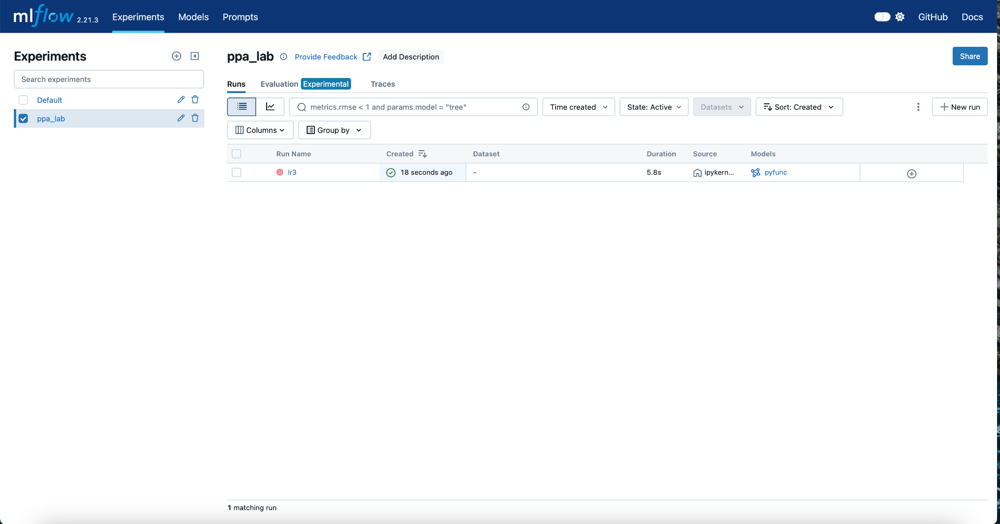 mlflow 2.21.3 Experiments Models Prompts GitHub Docs
Experiments
Search experiments
Default
ppa_lab
ppa_lab Provide Feedback Add Description Share
Runs Evaluation Experimental Traces
metrics.rmse < 1 and params.model = "tree" Time created State: Active Datasets Sort: Created New run
Columns Group by
Run Name Created Dataset Duration Source Models
lr3 18 seconds ago - 5.8s ipykern... pyfunc
1 matching run